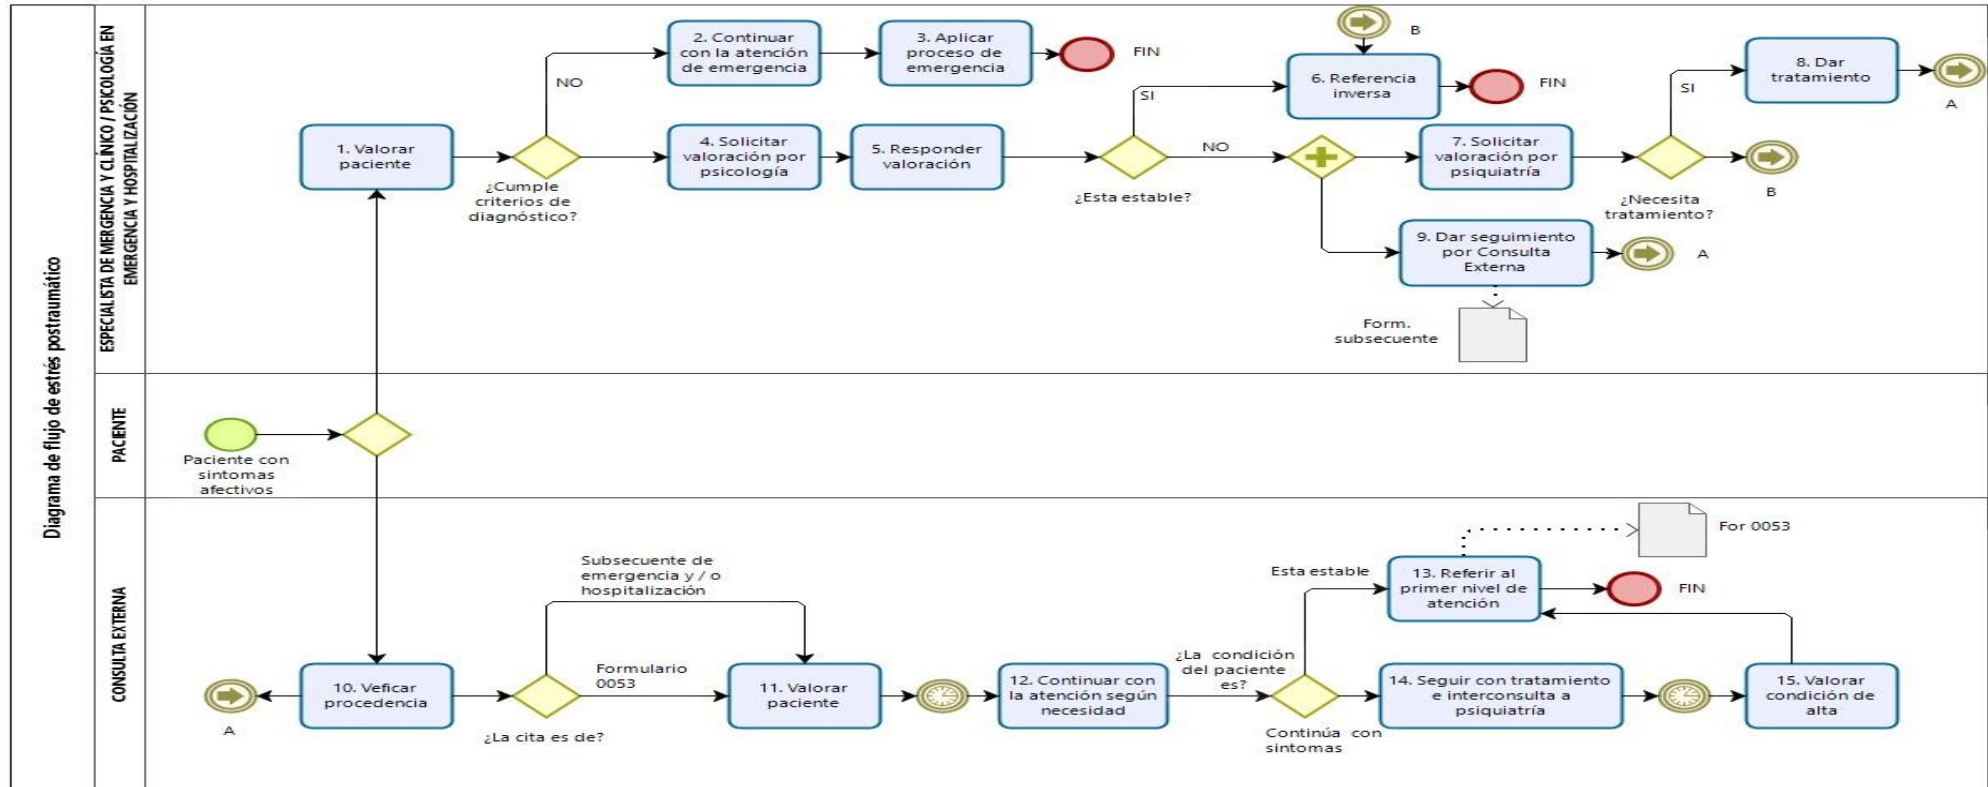 Diagrama de flujo de estrés postraumático
ESPECIALISTA DE MERGENCIA Y CLÍNICO / PSICOLOGÍA EN
EMERGENCIA Y HOSPITALIZACIÓN
1. Valorar
paciente
¿Cumple
criterios de
diagnóstico?
NO
2. Continuar
con la atención
de emergencia
3. Aplicar
proceso de
emergencia
FIN
4. Solicitar
valoración por
psicología
5. Responder
valoración
¿Esta estable?
SI
NO
B
6. Referencia
inversa
FIN
7. Solicitar
valoración por
psiquiatría
¿Necesita
tratamiento?
SI
8. Dar
tratamiento
A
B
9. Dar seguimiento
por Consulta
Externa
A
Form.
subsecuente
PACIENTE
Paciente con
sintomas
afectivos
CONSULTA EXTERNA
A
10. Veficar
procedencia
¿La cita es de?
Subsecuente de
emergencia y / o
hospitalización
Formulario
0053
11. Valorar
paciente
12. Continuar con
la atención según
necesidad
¿La condición
del paciente
es?
Esta estable
13. Referir al
primer nivel de
atención
For 0053
FIN
Continúa con
sintomas
14. Seguir con tratamiento
e interconsulta a
psiquiatría
15. Valorar
condición de
alta